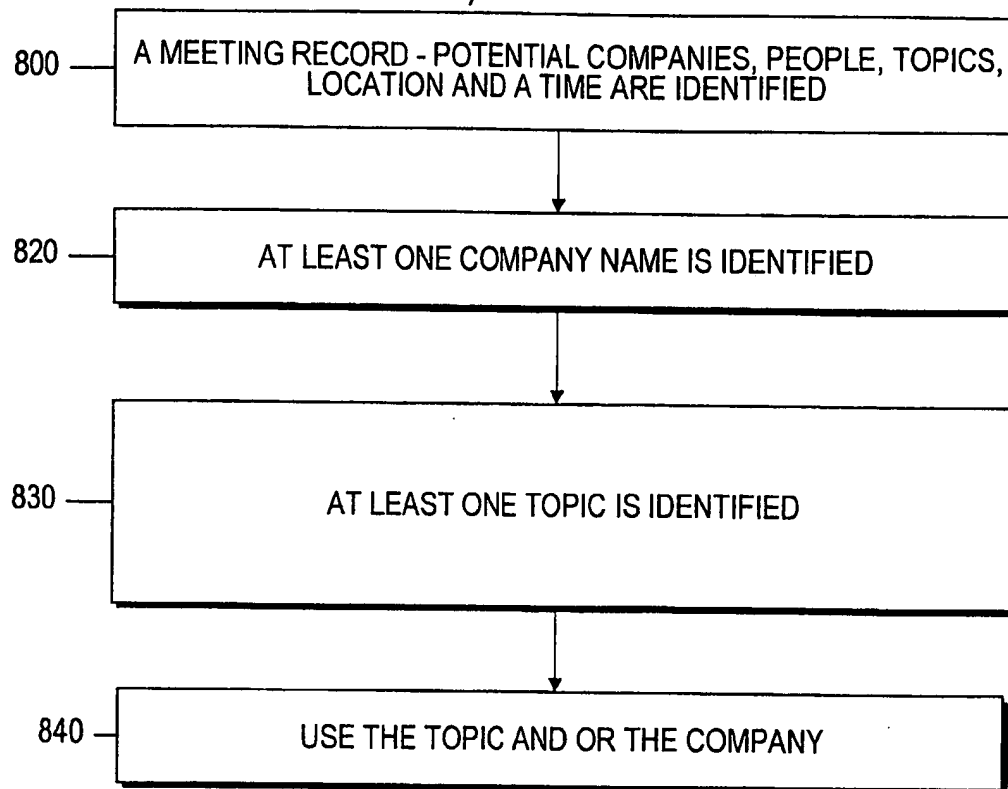 800
A MEETING RECORD - POTENTIAL COMPANIES, PEOPLE, TOPICS,
LOCATION AND A TIME ARE IDENTIFIED
820
AT LEAST ONE COMPANY NAME IS IDENTIFIED
830
AT LEAST ONE TOPIC IS IDENTIFIED
840
USE THE TOPIC AND OR THE COMPANY